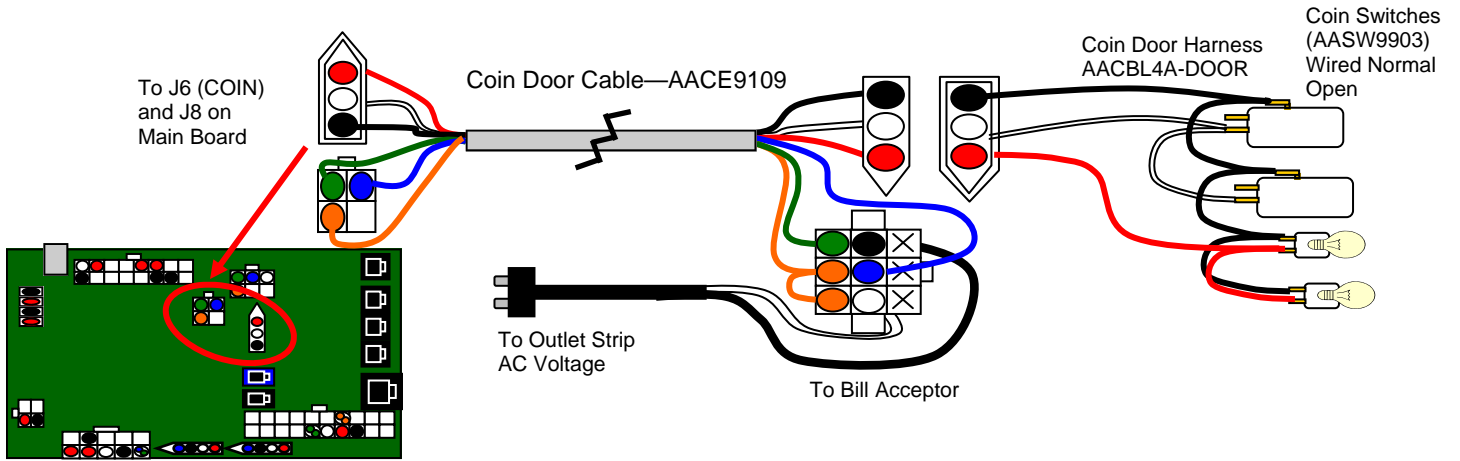 To J6 (COIN)
and J8 on
Main Board
Coin Door Cable—AACE9109
Coin Door Harness
AACBL4A-DOOR
Coin Switches
(AASW9903)
Wired Normal
Open
To Outlet Strip
AC Voltage
To Bill Acceptor